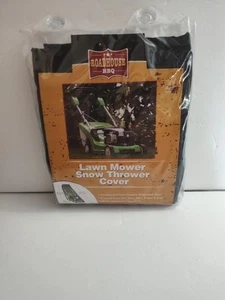 ROADHOUSE
BBQ
Lawn Mower
Snow Thrower
Cover